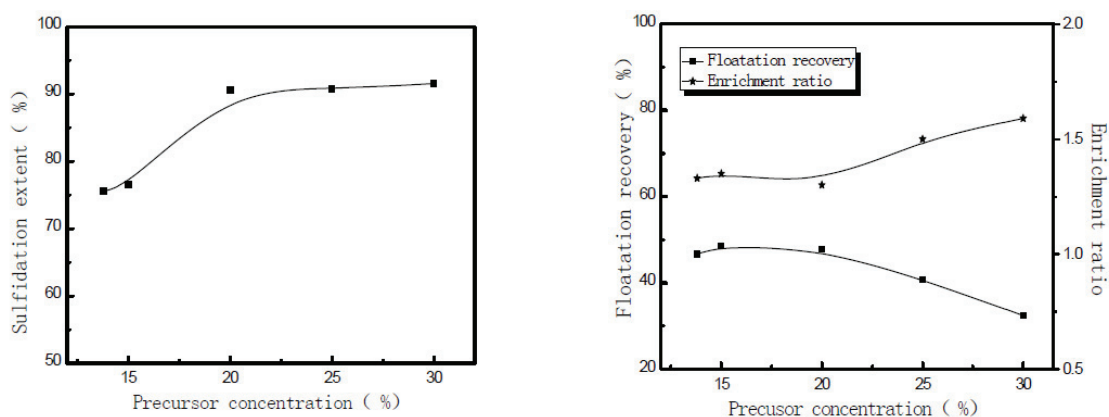 100
90
80
70
60
50
Sulfidation extent ( %)
15 20 25 30
Precursor concentration ( %)
100
80
60
40
20
Floatation recovery ( %)
Floatation recovery
Enrichment ratio
2.0
1.5
1.0
0.5
Enrichment ratio
15 20 25 30
Precusor concentration ( %)